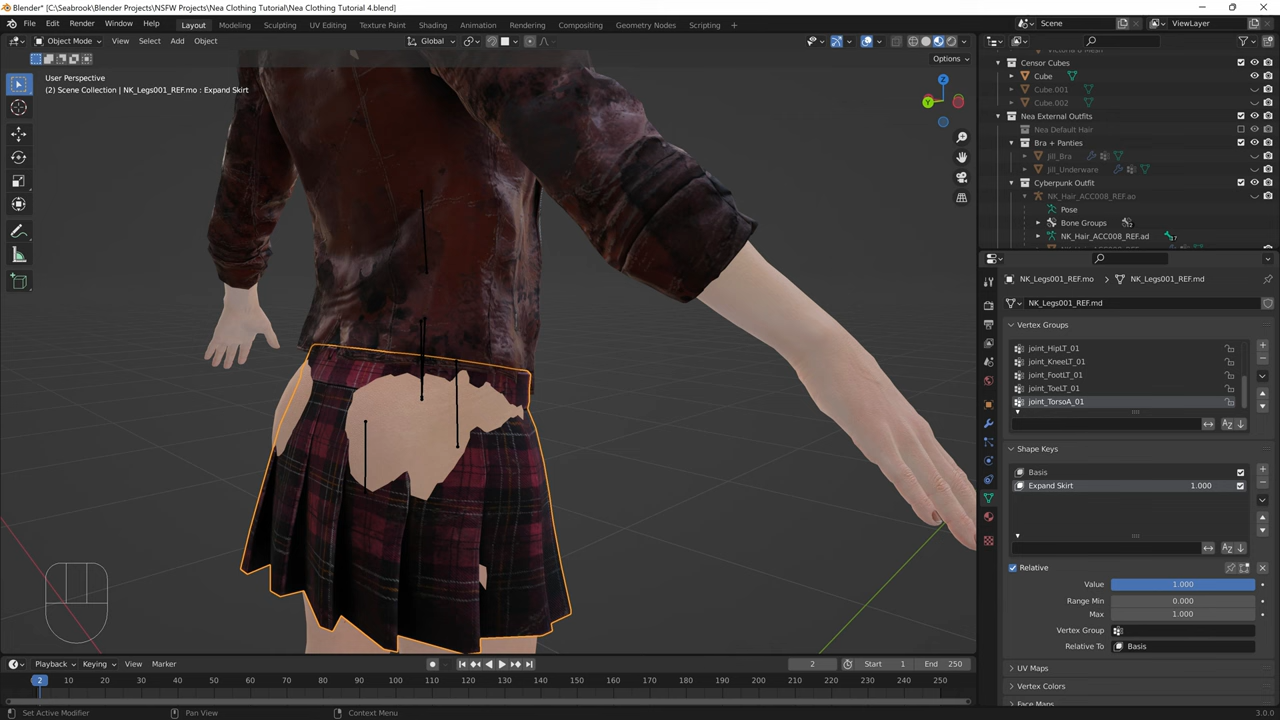 Blender* [C:\Seabrook\Blender Projects\NSFW Projects\Nea Clothing Tutorial\Nea Clothing Tutorial 4.blend]
File Edit Render Window Help Layout Modeling Sculpting UV Editing Texture Paint Shading Animation Rendering Compositing Geometry Nodes Scripting + Scene ViewLayer
Object Mode View Select Add Object Global
Options
User Perspective
(2) Scene Collection | NK_Legs001_REF.mo : Expand Skirt
Y
Z
Censor Cubes
Cube
Cube.001
Cube.002
Nea External Outfits
Nea Default Hair
Bra + Panties
Jill_Bra
Jill_Underware
Cyberpunk Outfit
NK_Hair_ACC008_REF.ao
Pose
Bone Groups
NK_Hair_ACC008_REF.ad
NK_Legs001_REF.mo > NK_Legs001_REF.md
NK_Legs001_REF.md
Vertex Groups
joint_HipLT_01
joint_KneeLT_01
joint_FootLT_01
joint_ToeLT_01
joint_TorsoA_01
Shape Keys
Basis
Expand Skirt 1.000
Relative
Value 1.000
Range Min 0.000
Max 1.000
Vertex Group
Relative To Basis
UV Maps
Vertex Colors
Face Maps
Playback Keying View Marker 2 Start 1 End 250
2 10 20 30 40 50 60 70 80 90 100 110 120 130 140 150 160 170 180 190 200 210 220 230 240 250
Set Active Modifier Pan View Context Menu 3.0.0